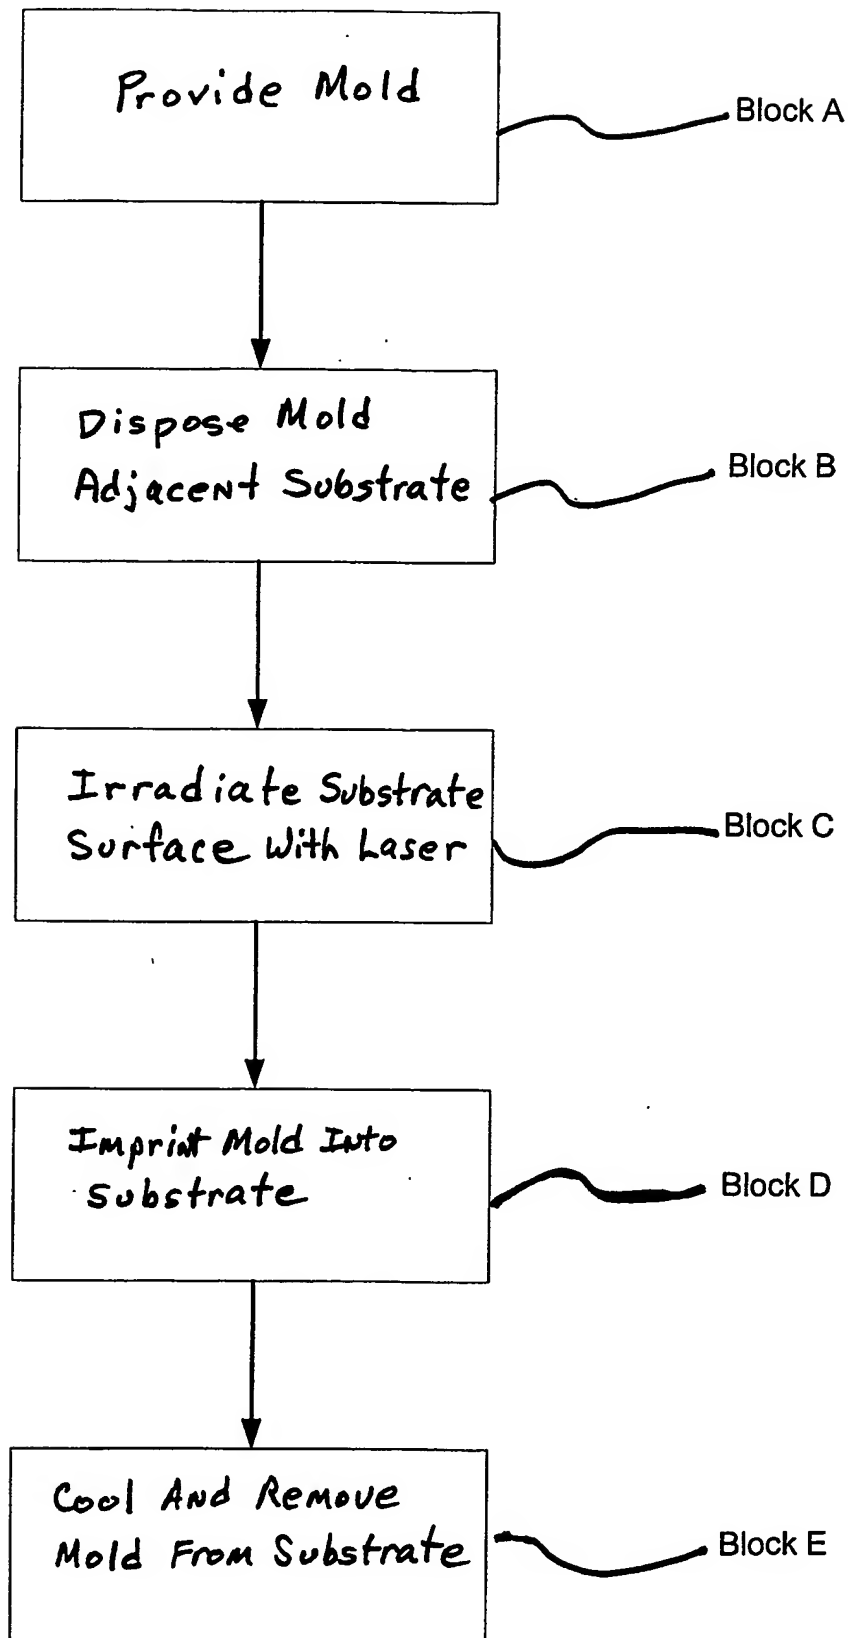 Provide Mold
Block A
Dispose Mold
Adjacent Substrate
Block B
Irradiate Substrate
Surface With Laser
Block C
Imprint Mold Into
Substrate
Block D
Cool And Remove
Mold From Substrate
Block E